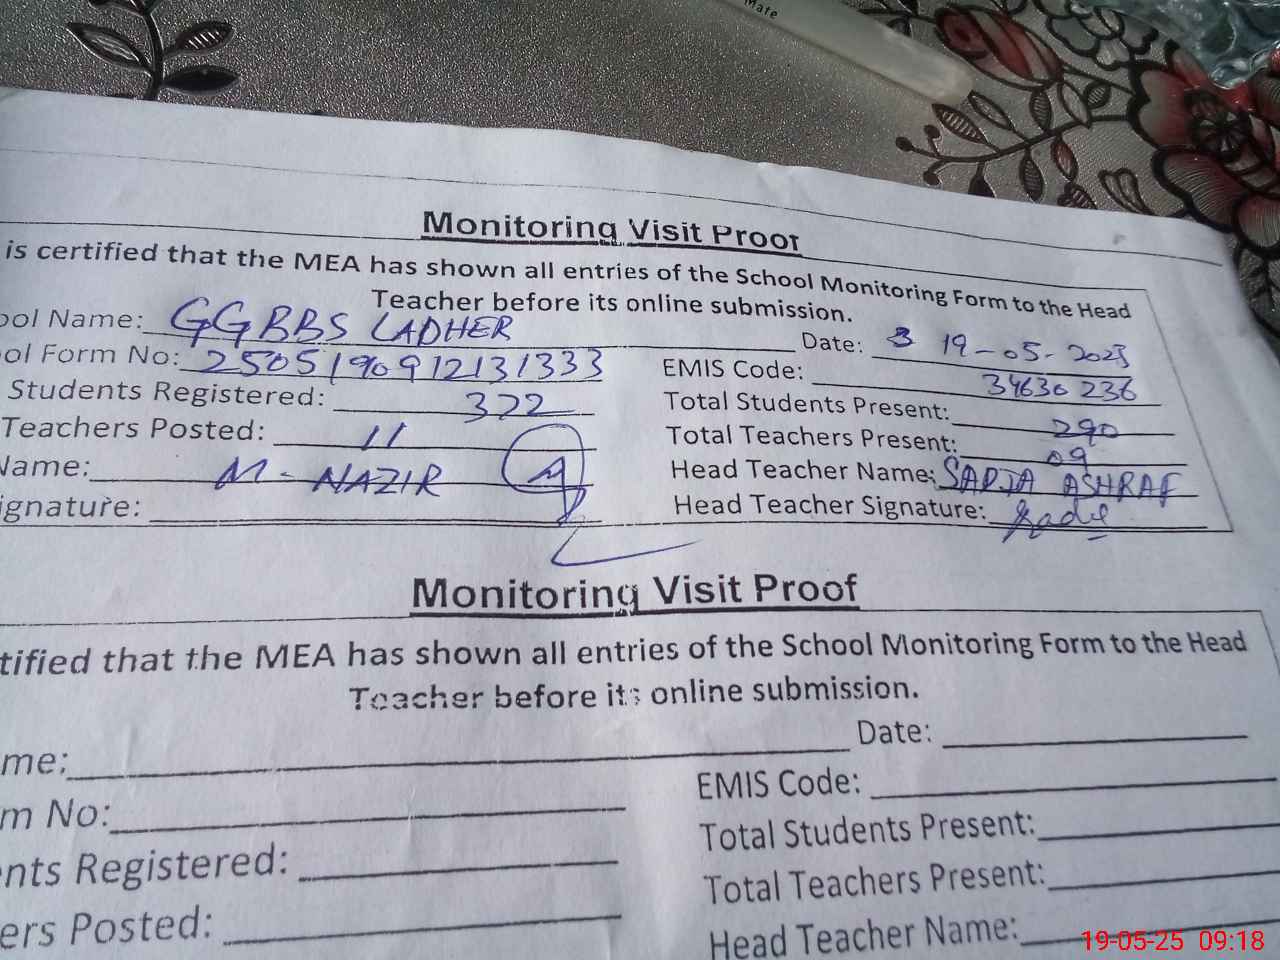 Mate
Monitoring Visit Proof
is certified that the MEA has shown all entries of the School Monitoring Form to the Head
Teacher before its online submission.
ool Name: GGBBS LADHER Date: 19-05-2025
ool Form No: 2505190912131333 EMIS Code: 34630236
Students Registered: 322 Total Students Present: 290
Teachers Posted: 11 Total Teachers Present: 09
Name: M-NAZIR Head Teacher Name: ASHRAF
ignature: Head Teacher Signature:
Monitoring Visit Proof
tified that the MEA has shown all entries of the School Monitoring Form to the Head
Teacher before its online submission.
me: Date:
m No: EMIS Code:
nts Registered: Total Students Present:
ers Posted: Total Teachers Present:
Head Teacher Name:
19-05-25 09:18